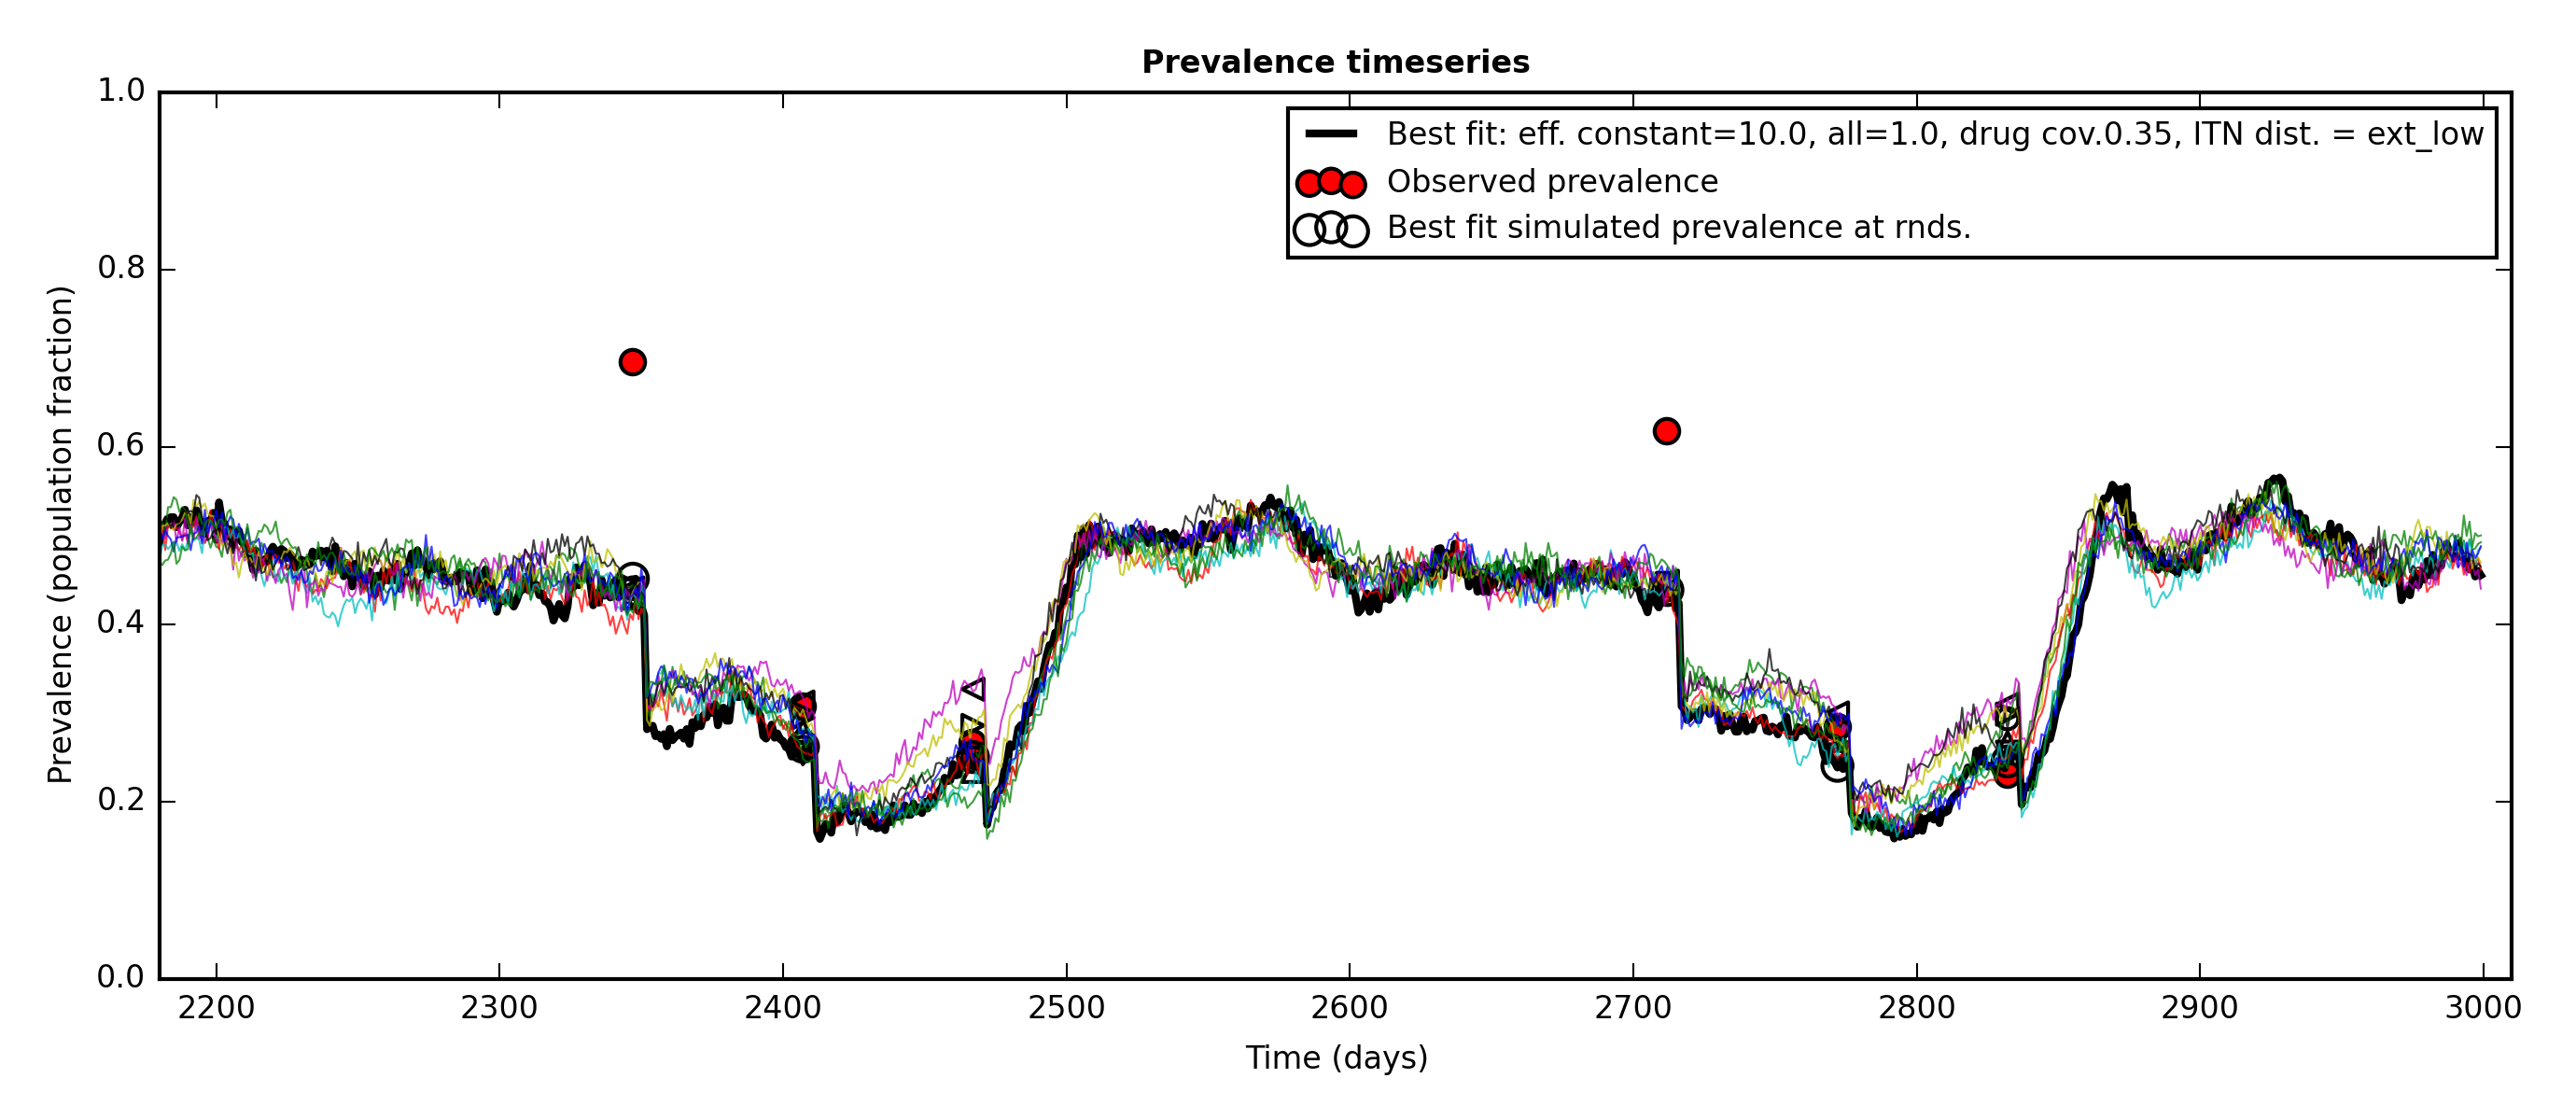 Prevalence timeseries
1.0
0.8
0.6
0.4
0.2
0.0
Prevalence (population fraction)
Best fit: eff. constant=10.0, all=1.0, drug cov.0.35, ITN dist. = ext_low
Observed prevalence
Best fit simulated prevalence at rnds.
2200 2300 2400 2500 2600 2700 2800 2900 3000
Time (days)